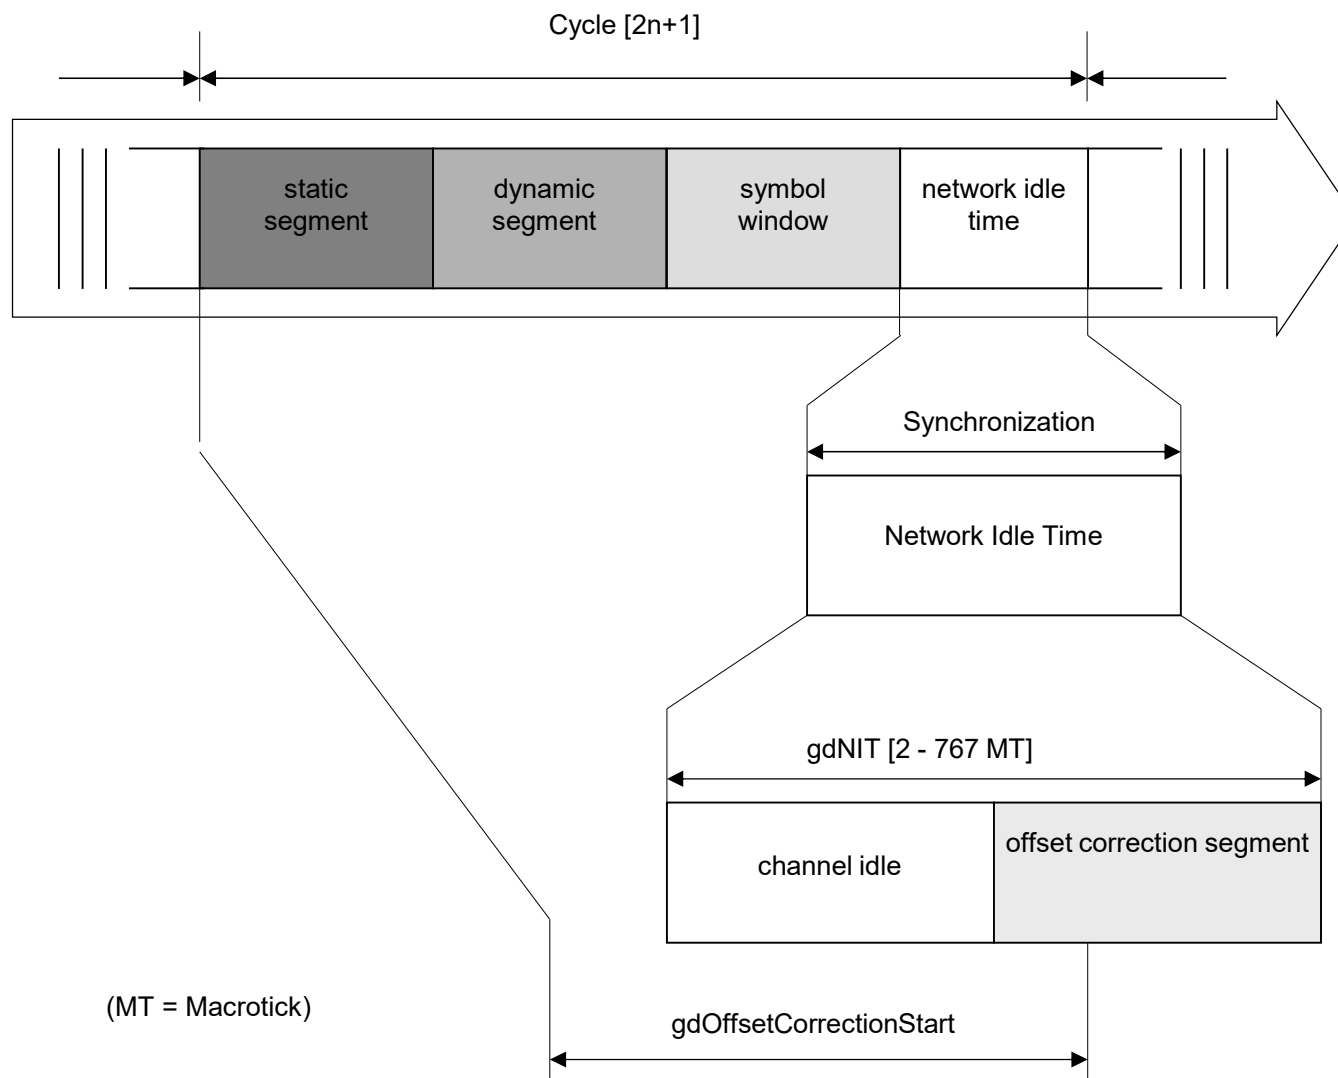 Cycle [2n+1]
static
segment
dynamic
segment
symbol
window
network idle
time
Synchronization
Network Idle Time
gdNIT [2 - 767 MT]
channel idle
offset correction segment
(MT = Macrotick)
gdOffsetCorrectionStart